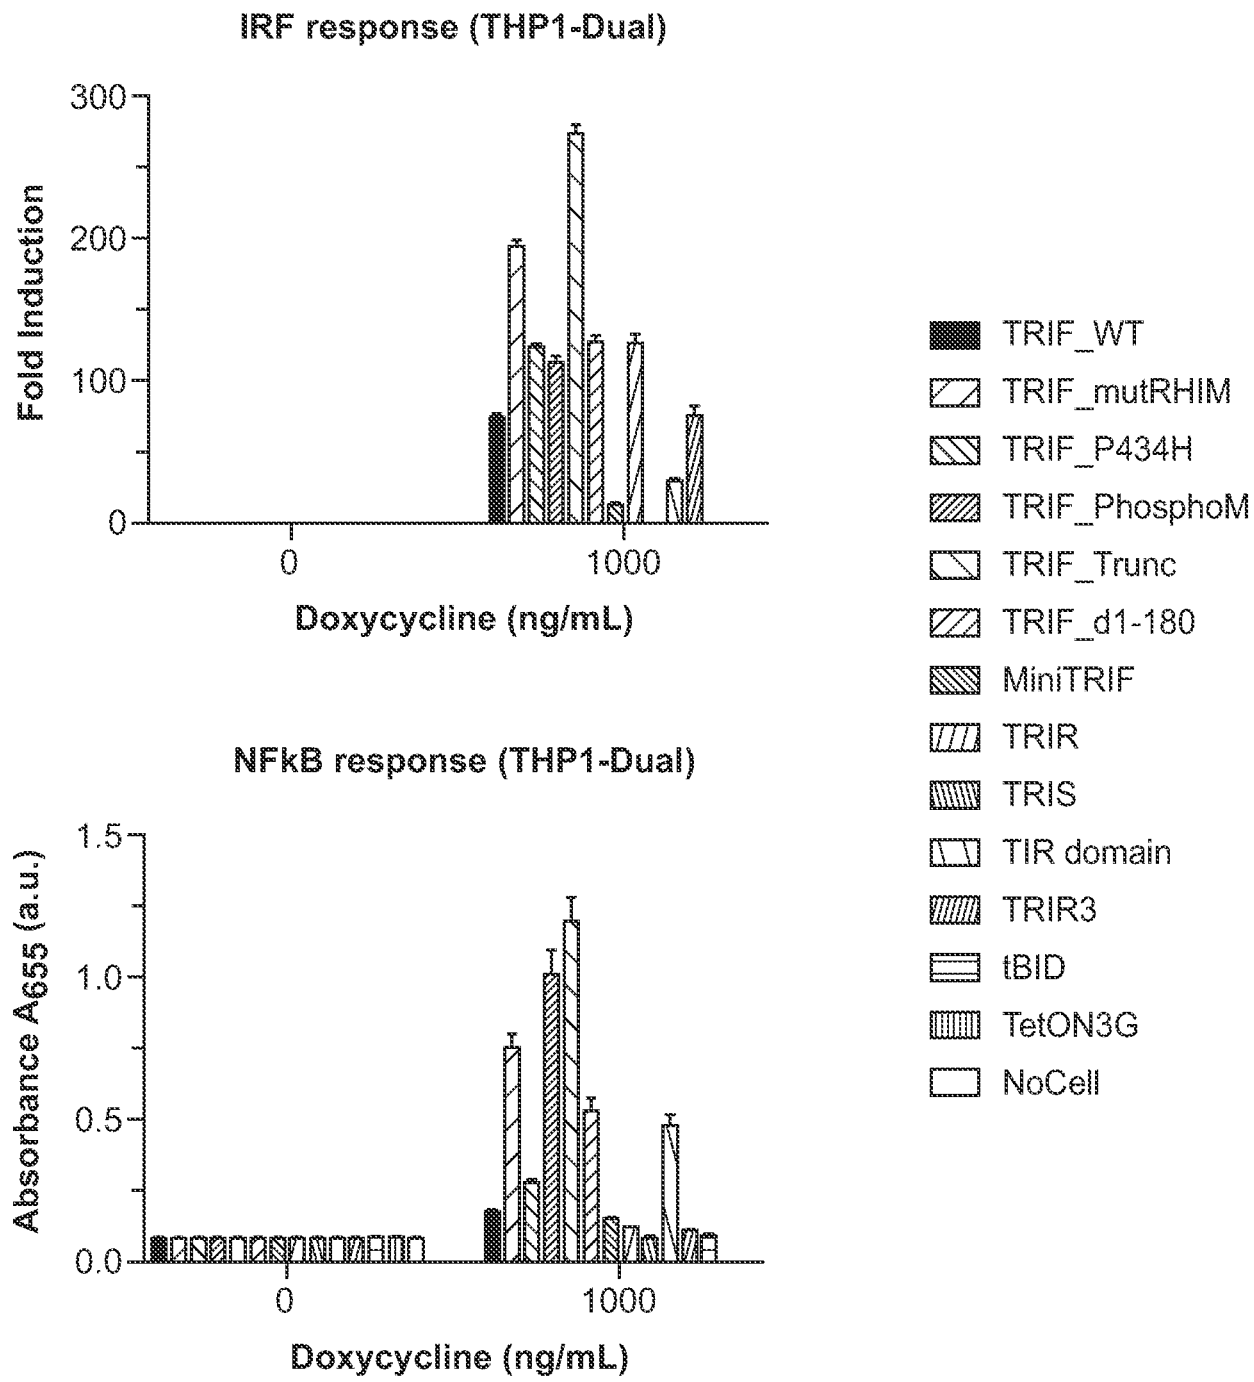 IRF response (THP1-Dual)
300
200
100
0
Fold Induction
0
1000
Doxycycline (ng/mL)
TRIF_WT
TRIF_mutRHIM
TRIF_P434H
TRIF_PhosphoM
TRIF_Trunc
TRIF_d1-180
MiniTRIF
TRIR
TRIS
TIR domain
TRIR3
tBID
TetON3G
NoCell
NFkB response (THP1-Dual)
1.5
1.0
0.5
0.0
Absorbance A655 (a.u.)
0
1000
Doxycycline (ng/mL)